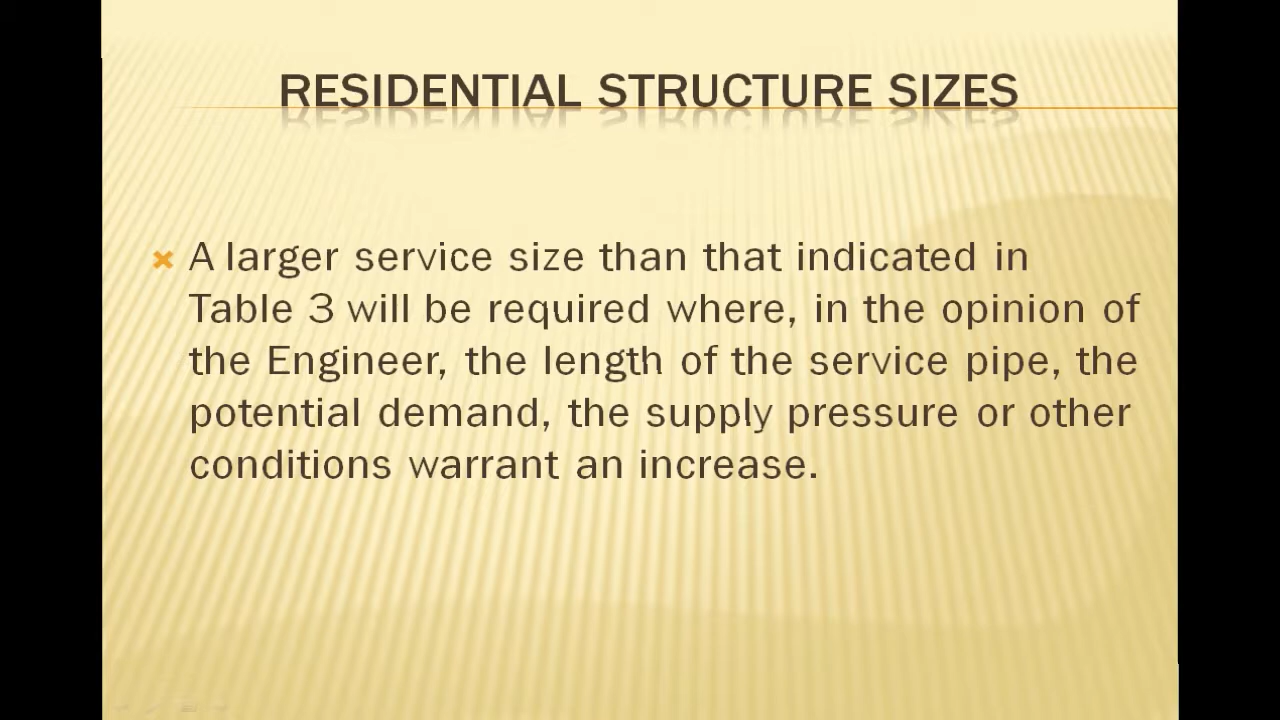 RESIDENTIAL STRUCTURE SIZES
A larger service size than that indicated in
Table 3 will be required where, in the opinion of
the Engineer, the length of the service pipe, the
potential demand, the supply pressure or other
conditions warrant an increase.